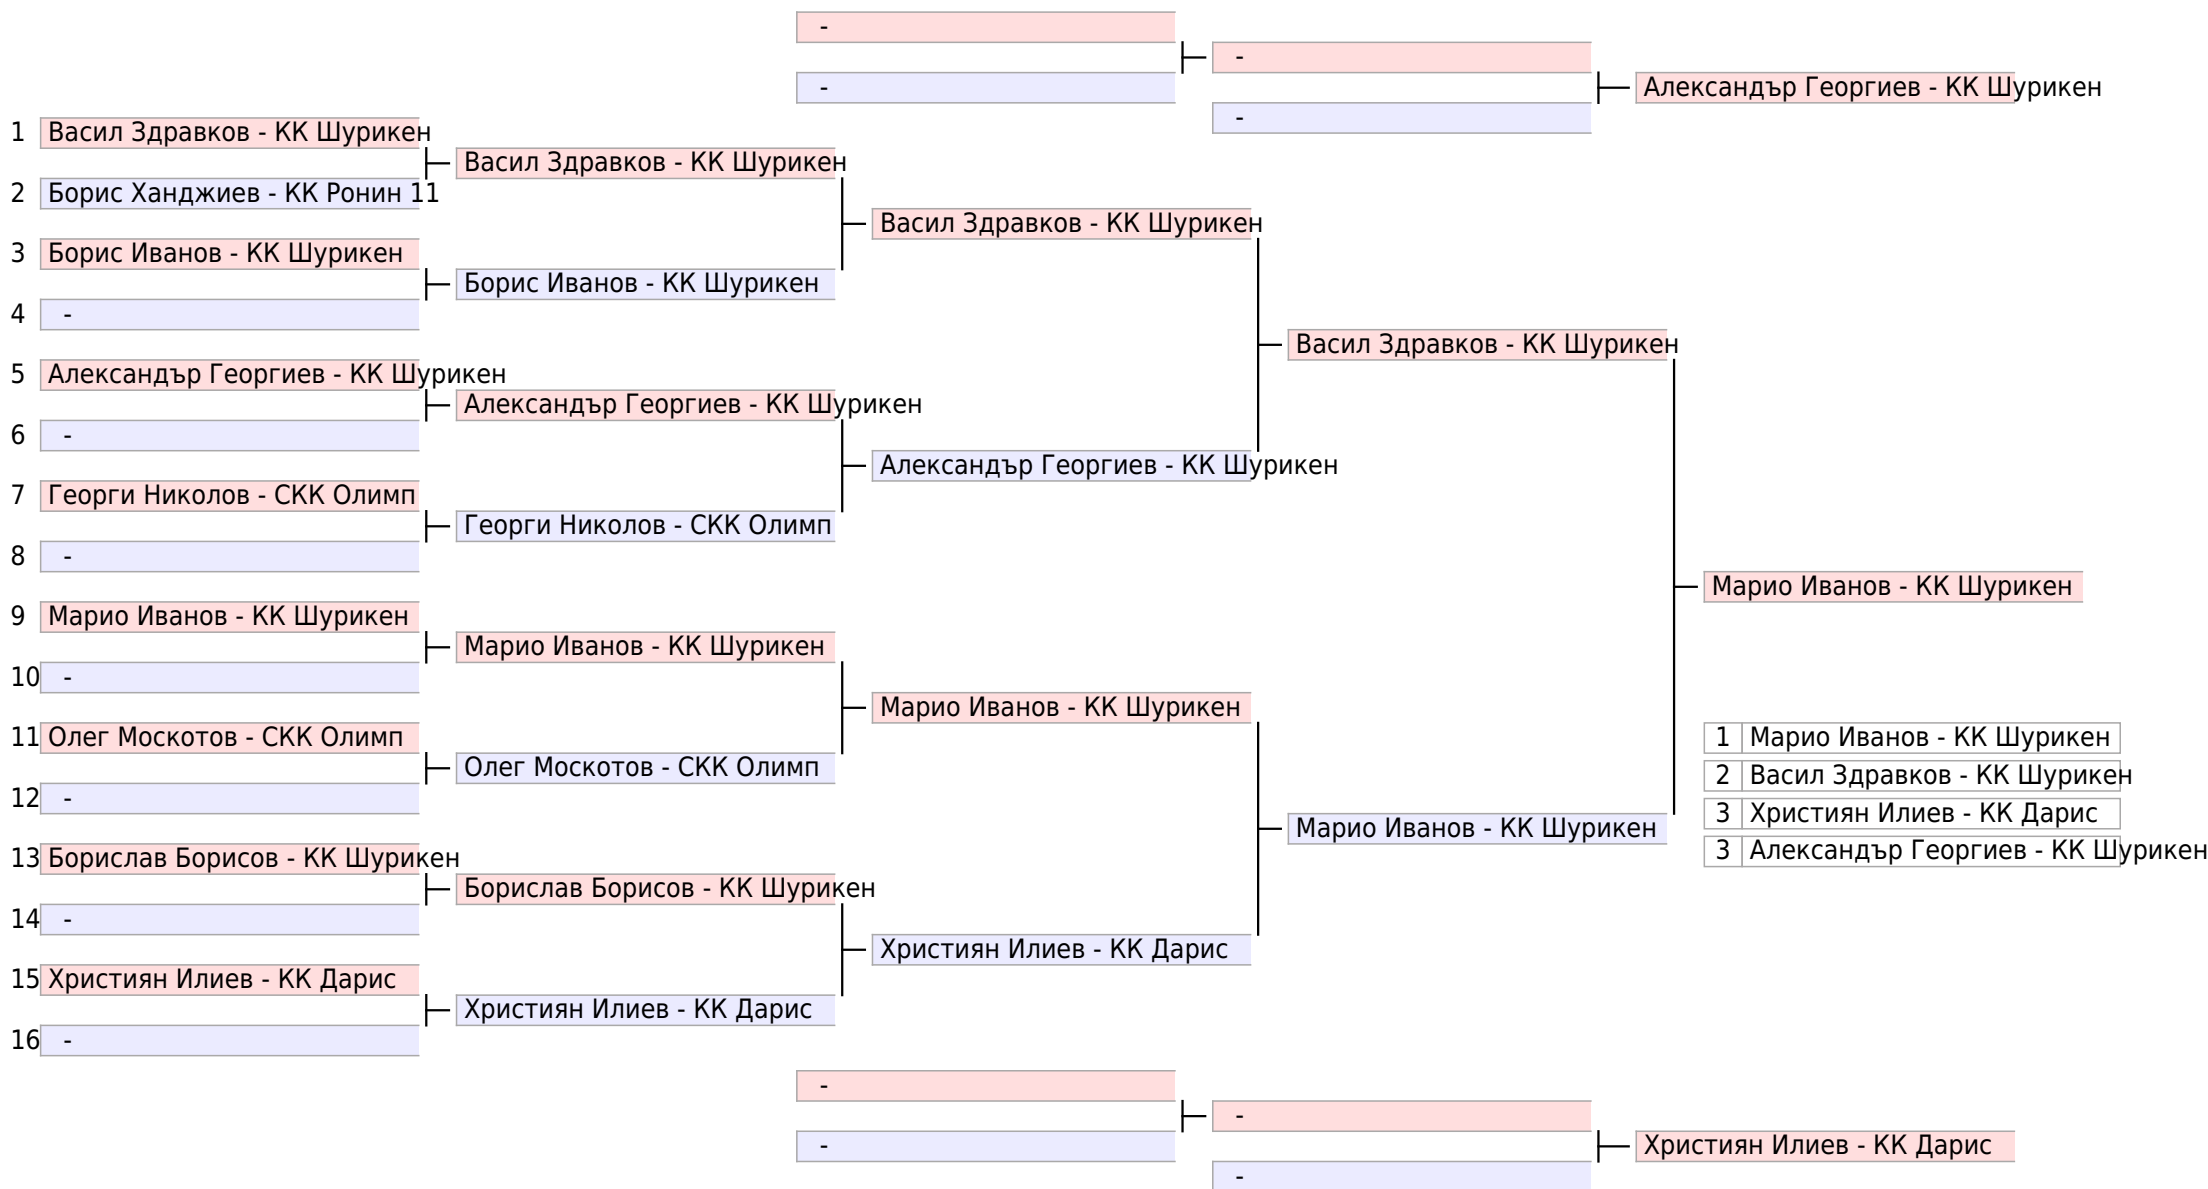 -
-
-
-
Александър Георгиев - КК Шурикен
1 Васил Здравков - КК Шурикен
2 Борис Ханджиев - КК Ронин 11
3 Борис Иванов - КК Шурикен
4 -
5 Александър Георгиев - КК Шурикен
6 -
7 Георги Николов - СКК Олимп
8 -
9 Марио Иванов - КК Шурикен
10 -
11 Олег Москотов - СКК Олимп
12 -
13 Борислав Борисов - КК Шурикен
14 -
15 Християн Илиев - КК Дарис
16 -
Васил Здравков - КК Шурикен
Борис Иванов - КК Шурикен
Александър Георгиев - КК Шурикен
Георги Николов - СКК Олимп
Марио Иванов - КК Шурикен
Олег Москотов - СКК Олимп
Борислав Борисов - КК Шурикен
Християн Илиев - КК Дарис
Васил Здравков - КК Шурикен
Александър Георгиев - КК Шурикен
Марио Иванов - КК Шурикен
Християн Илиев - КК Дарис
Васил Здравков - КК Шурикен
Марио Иванов - КК Шурикен
Марио Иванов - КК Шурикен
1 Марио Иванов - КК Шурикен
2 Васил Здравков - КК Шурикен
3 Християн Илиев - КК Дарис
3 Александър Георгиев - КК Шурикен
-
-
-
-
Християн Илиев - КК Дарис